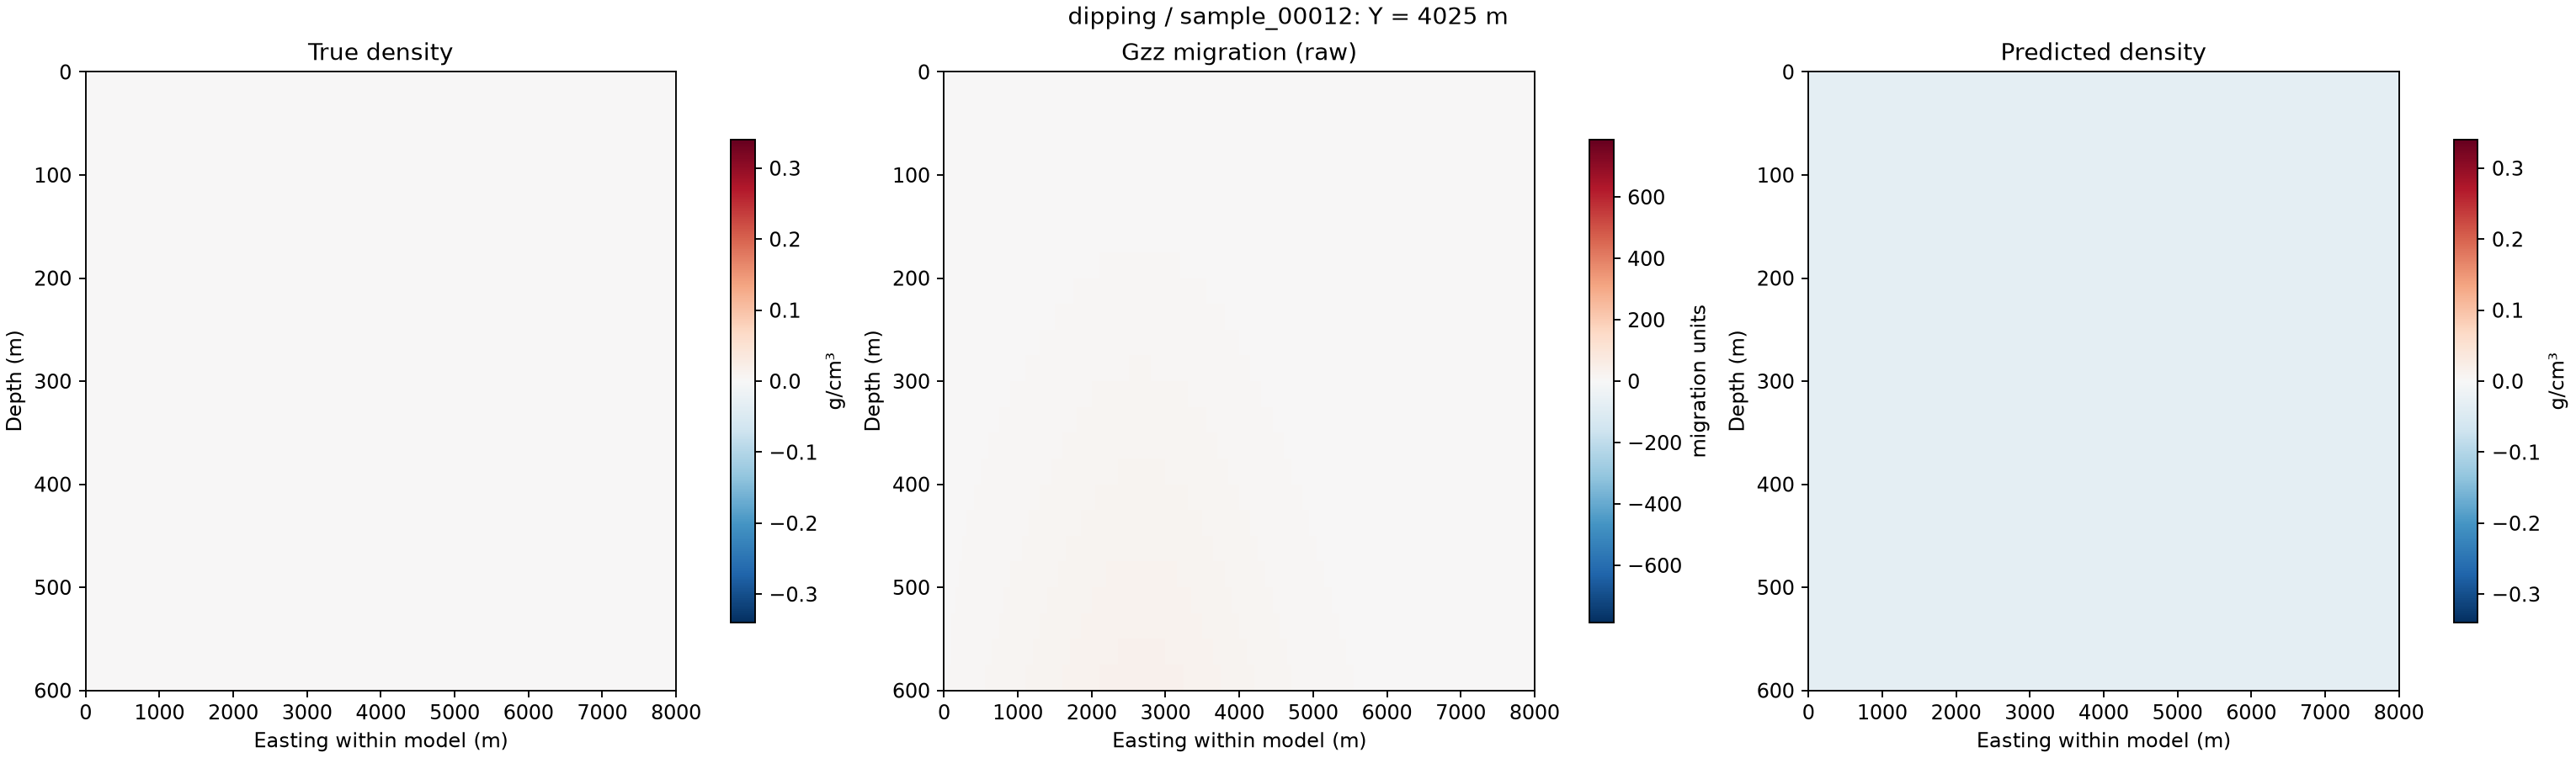 dipping / sample_00012: Y = 4025 m
True density
0
100
200
300
400
500
600
Depth (m)
0 1000 2000 3000 4000 5000 6000 7000 8000
Easting within model (m)
0.3
0.2
0.1
0.0
−0.1
−0.2
−0.3
g/cm³
Gzz migration (raw)
0
100
200
300
400
500
600
Depth (m)
0 1000 2000 3000 4000 5000 6000 7000 8000
Easting within model (m)
600
400
200
0
−200
−400
−600
migration units
Predicted density
0
100
200
300
400
500
600
Depth (m)
0 1000 2000 3000 4000 5000 6000 7000 8000
Easting within model (m)
0.3
0.2
0.1
0.0
−0.1
−0.2
−0.3
g/cm³